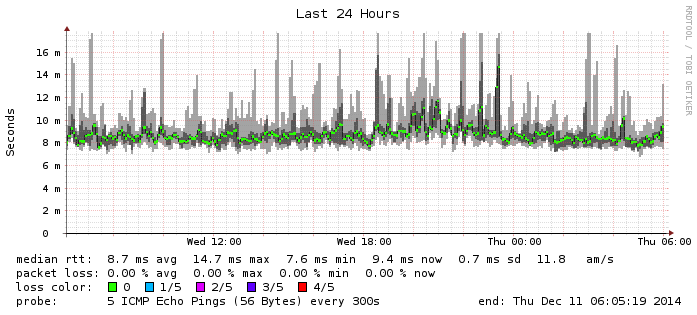 Last 24 Hours
RRDTOOL / TOBI OETIKER
Seconds
16 m
14 m
12 m
10 m
8 m
6 m
4 m
2 m
0
Wed 12:00 Wed 18:00 Thu 00:00 Thu 06:00
median rtt: 8.7 ms avg 14.7 ms max 7.6 ms min 9.4 ms now 0.7 ms sd 11.8 am/s
packet loss: 0.00 % avg 0.00 % max 0.00 % min 0.00 % now
loss color: 0 1/5 2/5 3/5 4/5
probe: 5 ICMP Echo Pings (56 Bytes) every 300s end: Thu Dec 11 06:05:19 2014